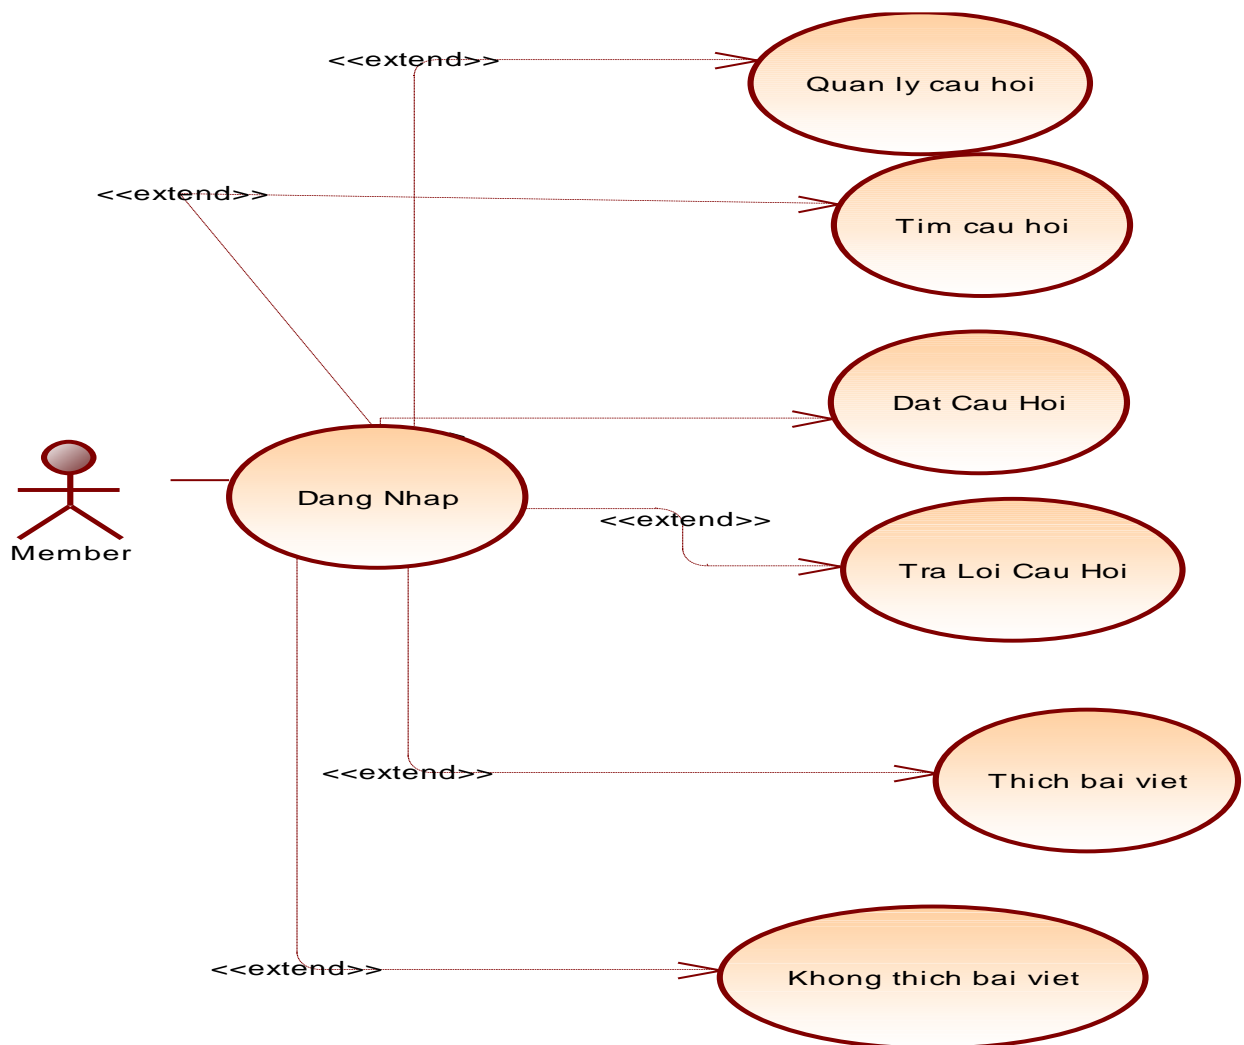 <<extend>>
Quan ly cau hoi
<<extend>>
Tim cau hoi
Dat Cau Hoi
Dang Nhap
<<extend>>
Member
Tra Loi Cau Hoi
<<extend>>
Thich bai viet
<<extend>>
Khong thich bai viet